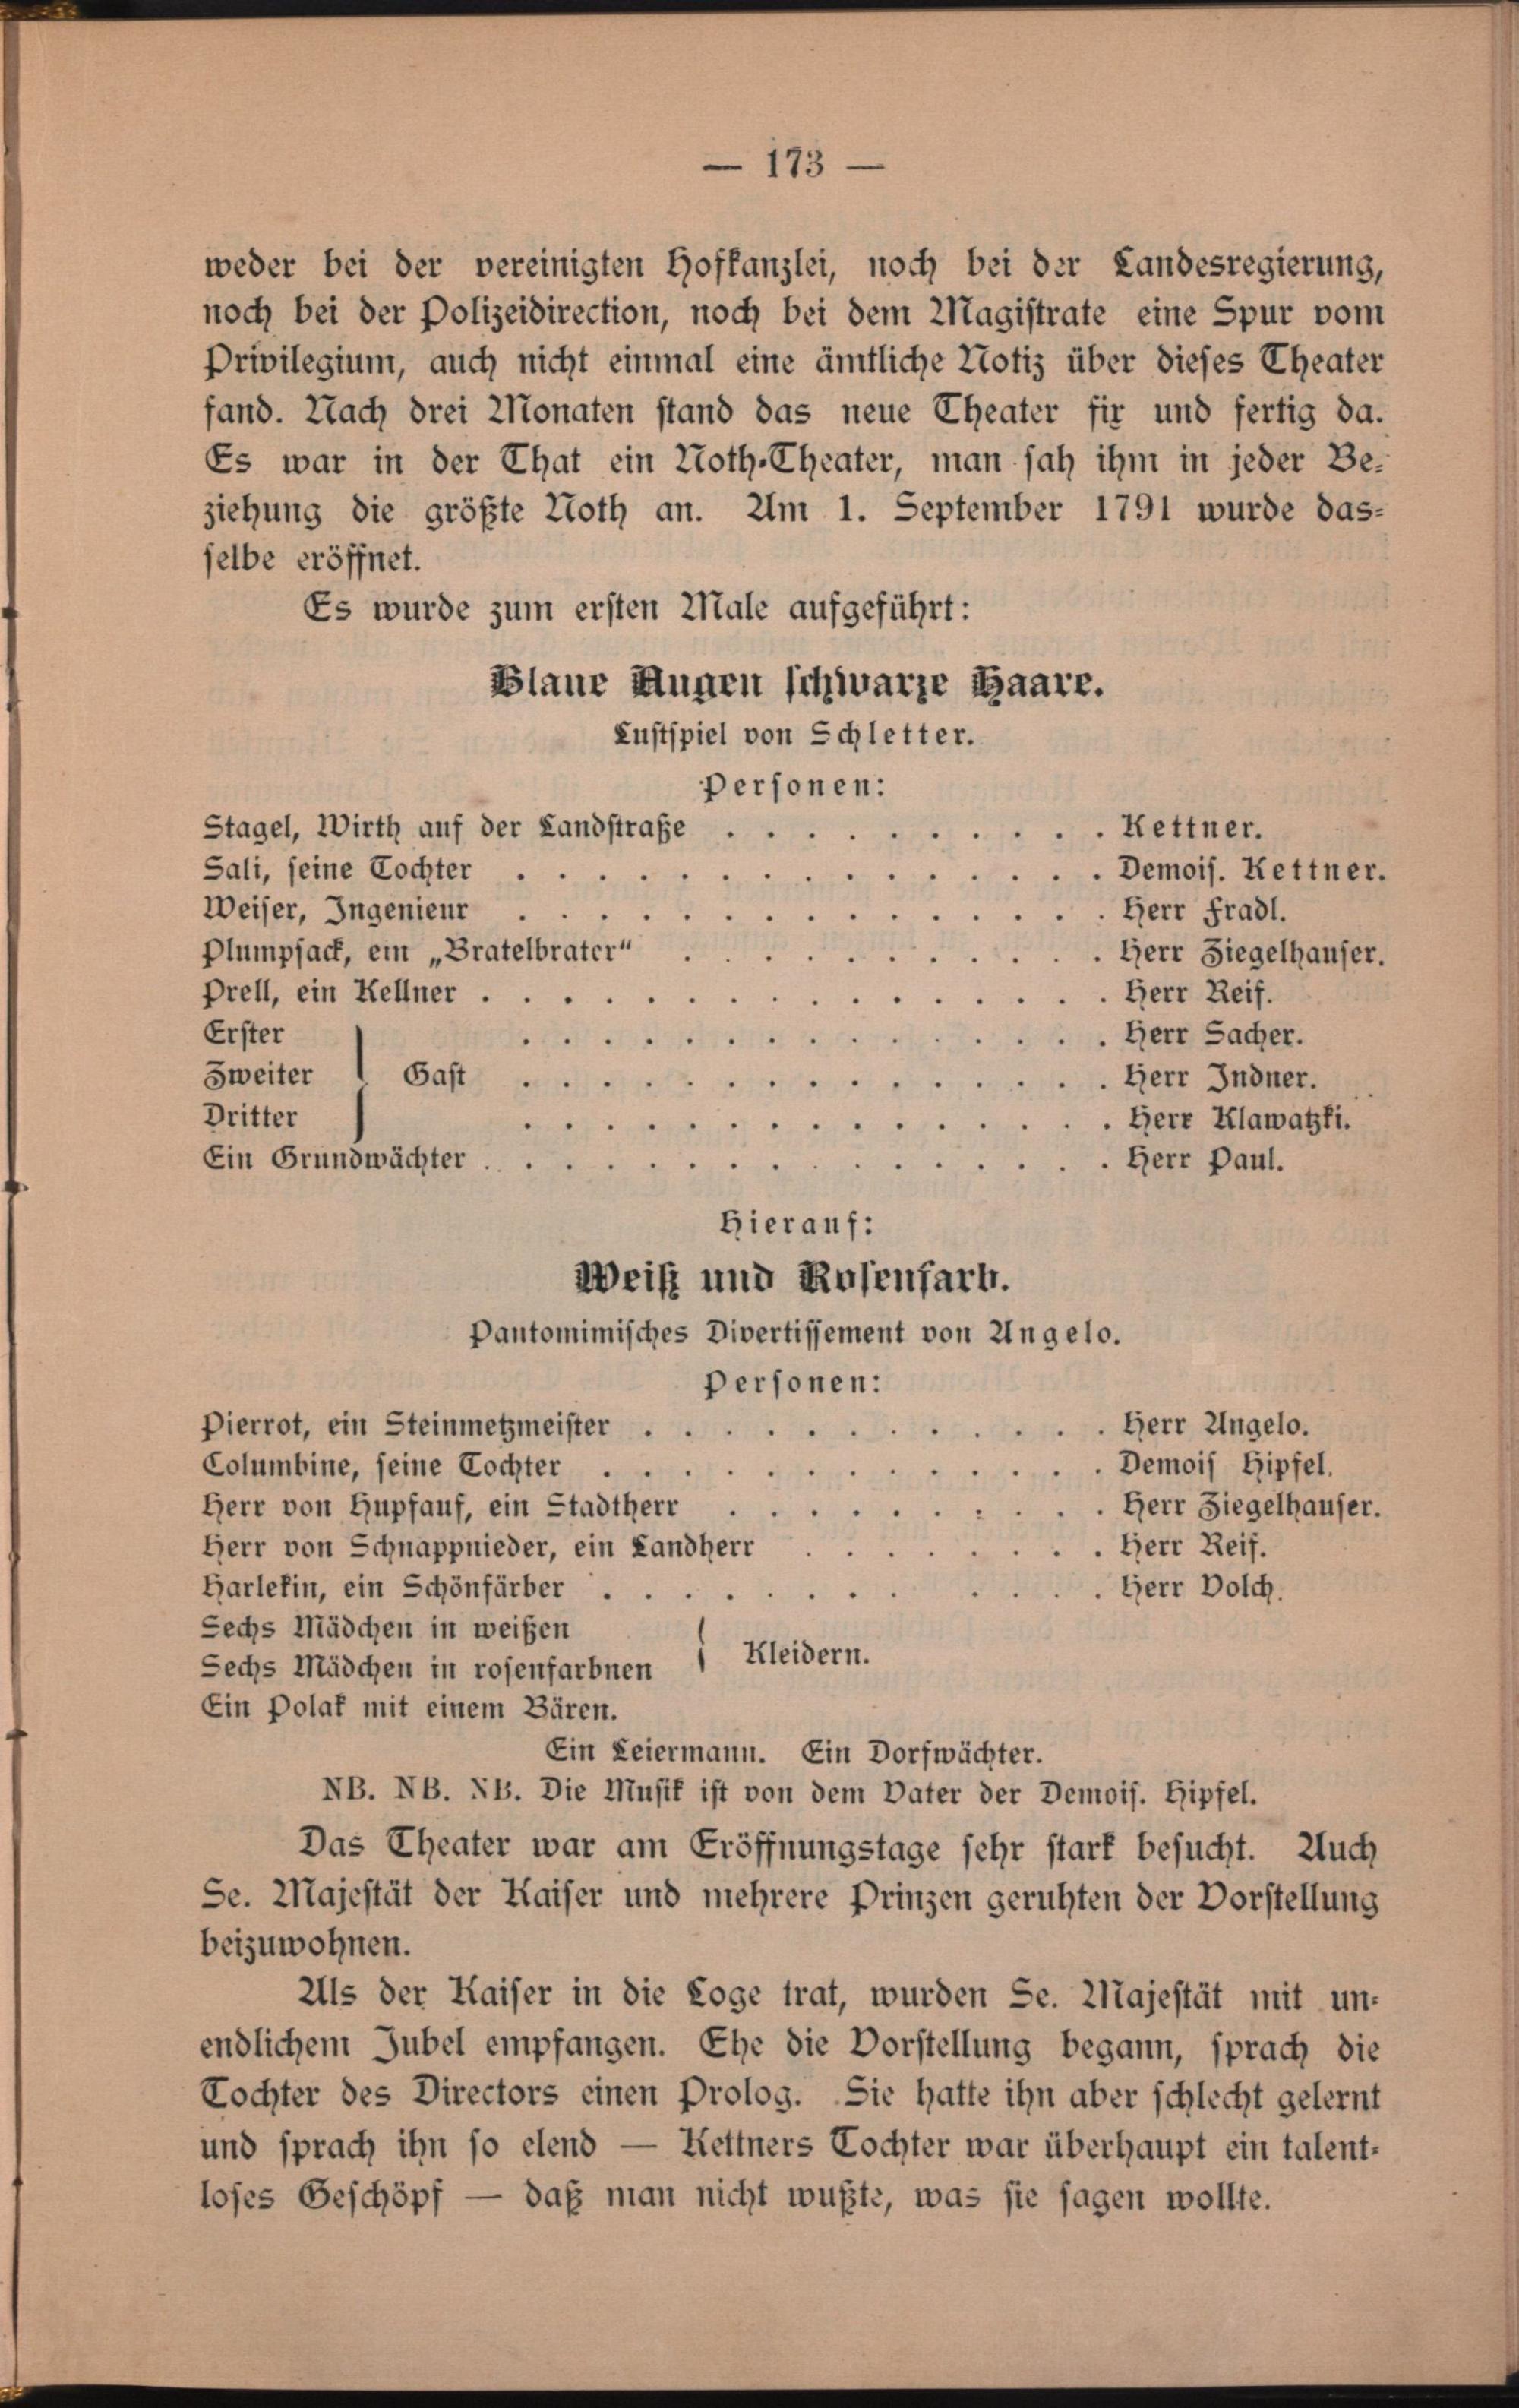 — 173 —
weder bei der vereinigten Hofkanzlei, noch bei der Landesregierung,
noch bei der Polizeidirection, noch bei dem Magistrate eine Spur vom
Privilegium, auch nicht einmal eine ämtliche Notiz über dieses Theater
fand. Nach drei Monaten stand das neue Theater fix und fertig da.
Es war in der That ein Noth-Theater, man sah ihm in jeder Be-
ziehung die größte Noth an. Am 1. September 1791 wurde das-
selbe eröffnet.
Es wurde zum ersten Male aufgeführt:
Blaue Augen schwarze Haare.
Lustspiel von Schletter.
Personen:
Stagel, Wirth auf der Landstraße . . . . . . . . . . Kettner.
Sali, seine Tochter . . . . . . . . . . . . . . . Demois. Kettner.
Weiser, Ingenieur . . . . . . . . . . . . . . . Herr Fradl.
Plumpsack, ein „Bratelbrater“ . . . . . . . . . . . Herr Ziegelhauser.
Prell, ein Kellner . . . . . . . . . . . . . . . . Herr Reif.
Erster . . . . . . . . . . . . . . . Herr Sacher.
Zweiter } Gast . . . . . . . . . . . . . . . Herr Indner.
Dritter . . . . . . . . . . . . . . . Herr Klawatzki.
Ein Grundwächter . . . . . . . . . . . . . . . . Herr Paul.
Hierauf:
Weiß und Rosenfarb.
Pantomimisches Divertissement von Angelo.
Personen:
Pierrot, ein Steinmetzmeister . . . . . . . . . . . . Herr Angelo.
Columbine, seine Tochter . . . . . . . . . . . . . Demois Hipfel.
Herr von Hupfauf, ein Stadtherr . . . . . . . . . . Herr Ziegelhauser.
Herr von Schnappnieder, ein Landherr . . . . . . . . Herr Reif.
Harlekin, ein Schönfärber . . . . . . . . . . . . Herr Volch.
Sechs Mädchen in weißen
Sechs Mädchen in rosenfarbnen } Kleidern.
Ein Polak mit einem Bären.
Ein Leiermann. Ein Dorfwächter.
NB. NB. NB. Die Musik ist von dem Vater der Demois. Hipfel.
Das Theater war am Eröffnungstage sehr stark besucht. Auch
Se. Majestät der Kaiser und mehrere Prinzen geruhten der Vorstellung
beizuwohnen.
Als der Kaiser in die Loge trat, wurden Se. Majestät mit un-
endlichem Jubel empfangen. Ehe die Vorstellung begann, sprach die
Tochter des Directors einen Prolog. Sie hatte ihn aber schlecht gelernt
und sprach ihn so elend — Kettners Tochter war überhaupt ein talent-
loses Geschöpf — daß man nicht wußte, was sie sagen wollte.